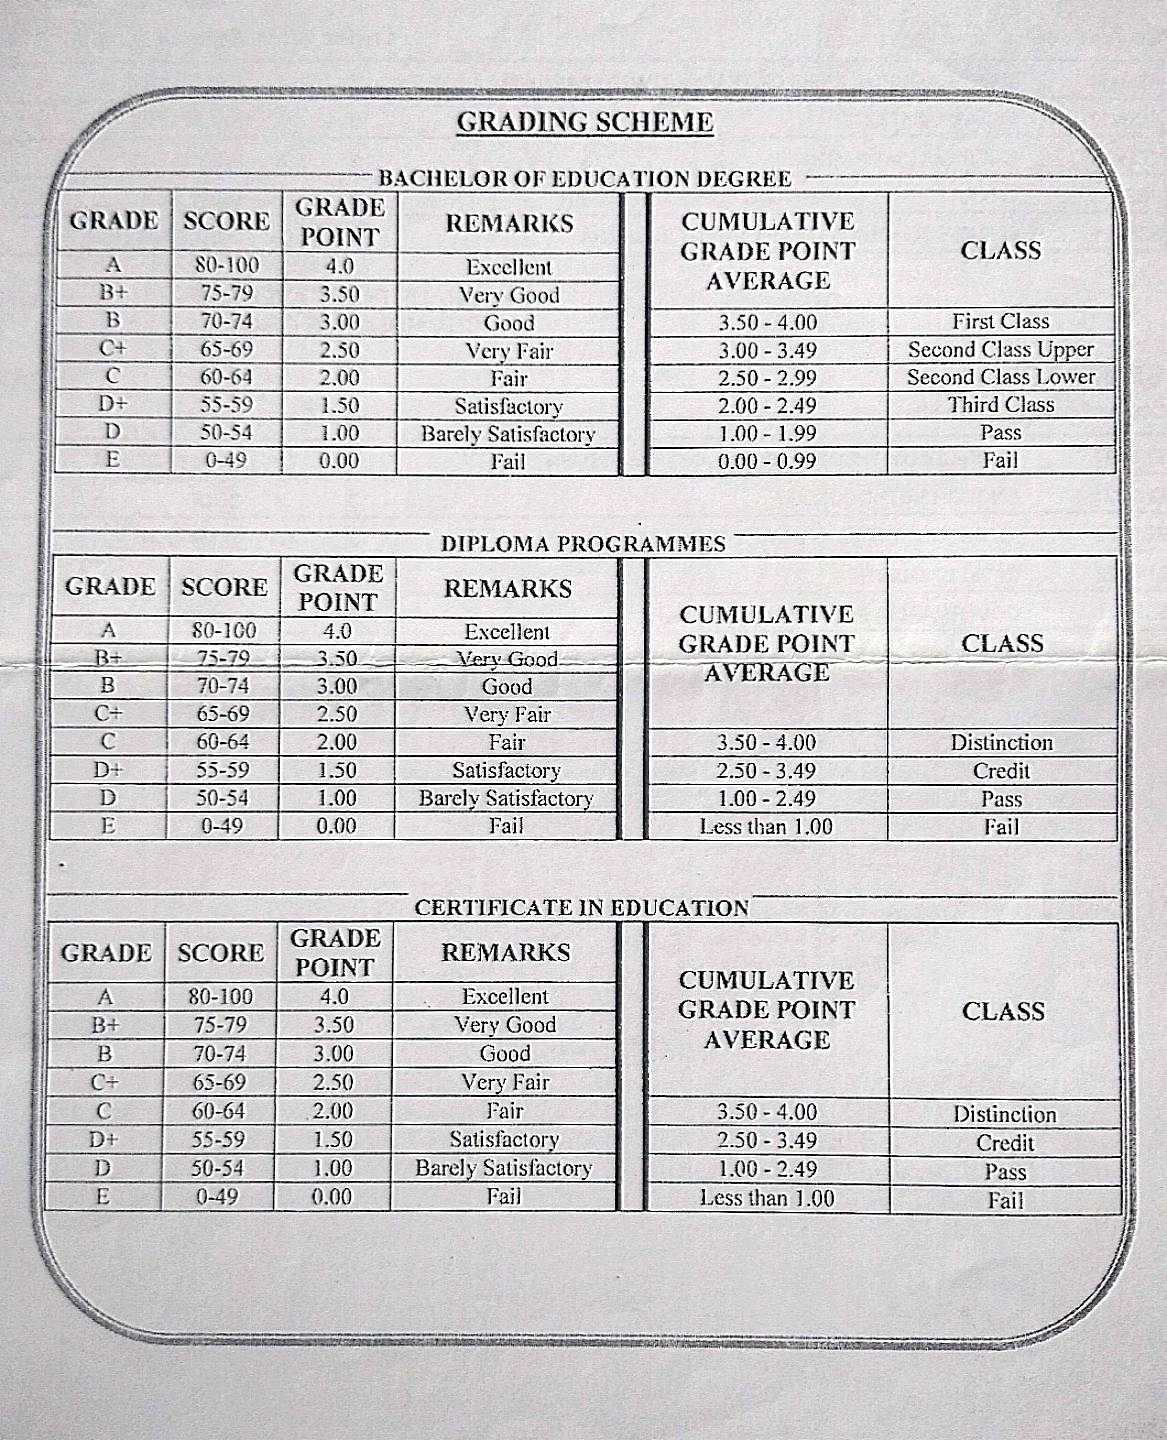 GRADING SCHEME
BACHELOR OF EDUCATION DEGREE
GRADE SCORE GRADE POINT REMARKS CUMULATIVE GRADE POINT AVERAGE CLASS
A 80-100 4.0 Excellent
B+ 75-79 3.50 Very Good
B 70-74 3.00 Good 3.50 - 4.00 First Class
C+ 65-69 2.50 Very Fair 3.00 - 3.49 Second Class Upper
C 60-64 2.00 Fair 2.50 - 2.99 Second Class Lower
D+ 55-59 1.50 Satisfactory 2.00 - 2.49 Third Class
D 50-54 1.00 Barely Satisfactory 1.00 - 1.99 Pass
E 0-49 0.00 Fail 0.00 - 0.99 Fail
DIPLOMA PROGRAMMES
GRADE SCORE GRADE POINT REMARKS CUMULATIVE GRADE POINT AVERAGE CLASS
A 80-100 4.0 Excellent
B+ 75-79 3.50 Very Good
B 70-74 3.00 Good
C+ 65-69 2.50 Very Fair
C 60-64 2.00 Fair 3.50 - 4.00 Distinction
D+ 55-59 1.50 Satisfactory 2.50 - 3.49 Credit
D 50-54 1.00 Barely Satisfactory 1.00 - 2.49 Pass
E 0-49 0.00 Fail Less than 1.00 Fail
CERTIFICATE IN EDUCATION
GRADE SCORE GRADE POINT REMARKS CUMULATIVE GRADE POINT AVERAGE CLASS
A 80-100 4.0 Excellent
B+ 75-79 3.50 Very Good
B 70-74 3.00 Good
C+ 65-69 2.50 Very Fair
C 60-64 2.00 Fair 3.50 - 4.00 Distinction
D+ 55-59 1.50 Satisfactory 2.50 - 3.49 Credit
D 50-54 1.00 Barely Satisfactory 1.00 - 2.49 Pass
E 0-49 0.00 Fail Less than 1.00 Fail